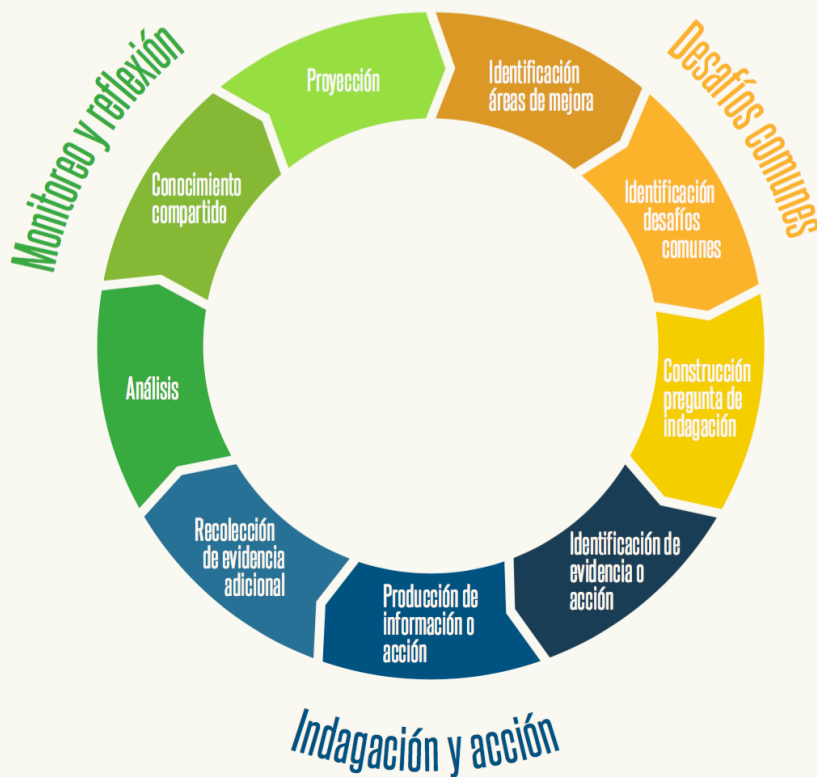 Desafíos comunes
Identificación
áreas de mejora
Identificación
desafíos
comunes
Construcción
pregunta de
indagación
Indagación y acción
Identificación de
evidencia o
acción
Producción de
información o
acción
Recolección
de evidencia
adicional
Monitoreo y reflexión
Análisis
Conocimiento
compartido
Proyección